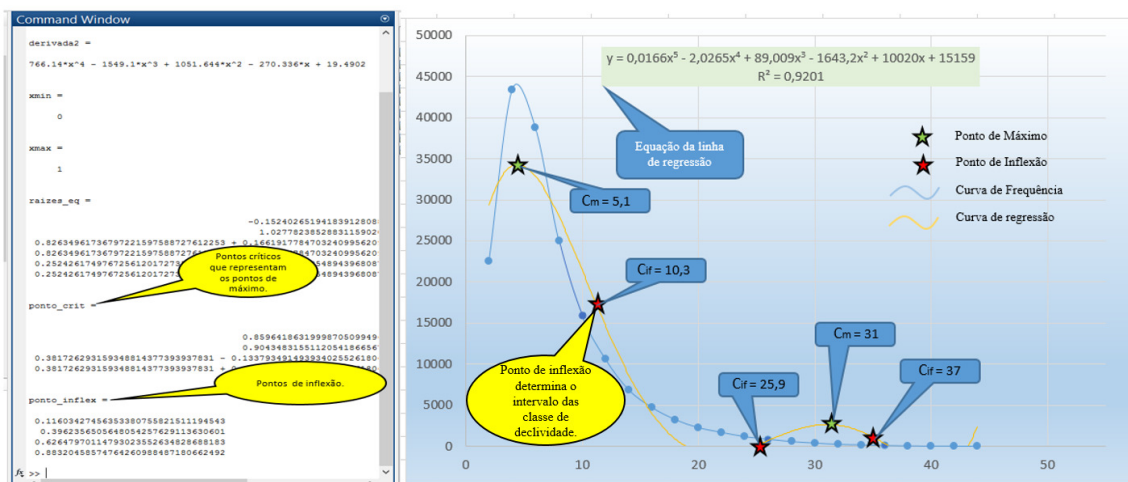 Command Window
derivada2 =
766.14*x^4 - 1549.1*x^3 + 1051.644*x^2 - 270.336*x + 19.4902
xmin =
0
xmax =
1
raizes_eq =
Pontos críticos
que representam
os pontos de
máximo.
ponto_crit =
Pontos de inflexão.
ponto_inflex =
0.11603427456353380755821511194543
0.3962356505648054257629113630601
0.62647970114793023552634828688183
0.88320458574764260988487180662492
fx >>
50000
45000
40000
35000
30000
25000
20000
15000
10000
5000
0
0
10
20
30
40
50
y = 0,0166x⁵ - 2,0265x⁴ + 89,009x³ - 1643,2x² + 10020x + 15159
R² = 0,9201
Equação da linha
de regressão
Ponto de Máximo
Ponto de Inflexão
Curva de Frequência
Curva de regressão
Cm = 5,1
Cif = 10,3
Ponto de inflexão
determina o
intervalo das
classe de
declividade.
Cif = 25,9
Cm = 31
Cif = 37